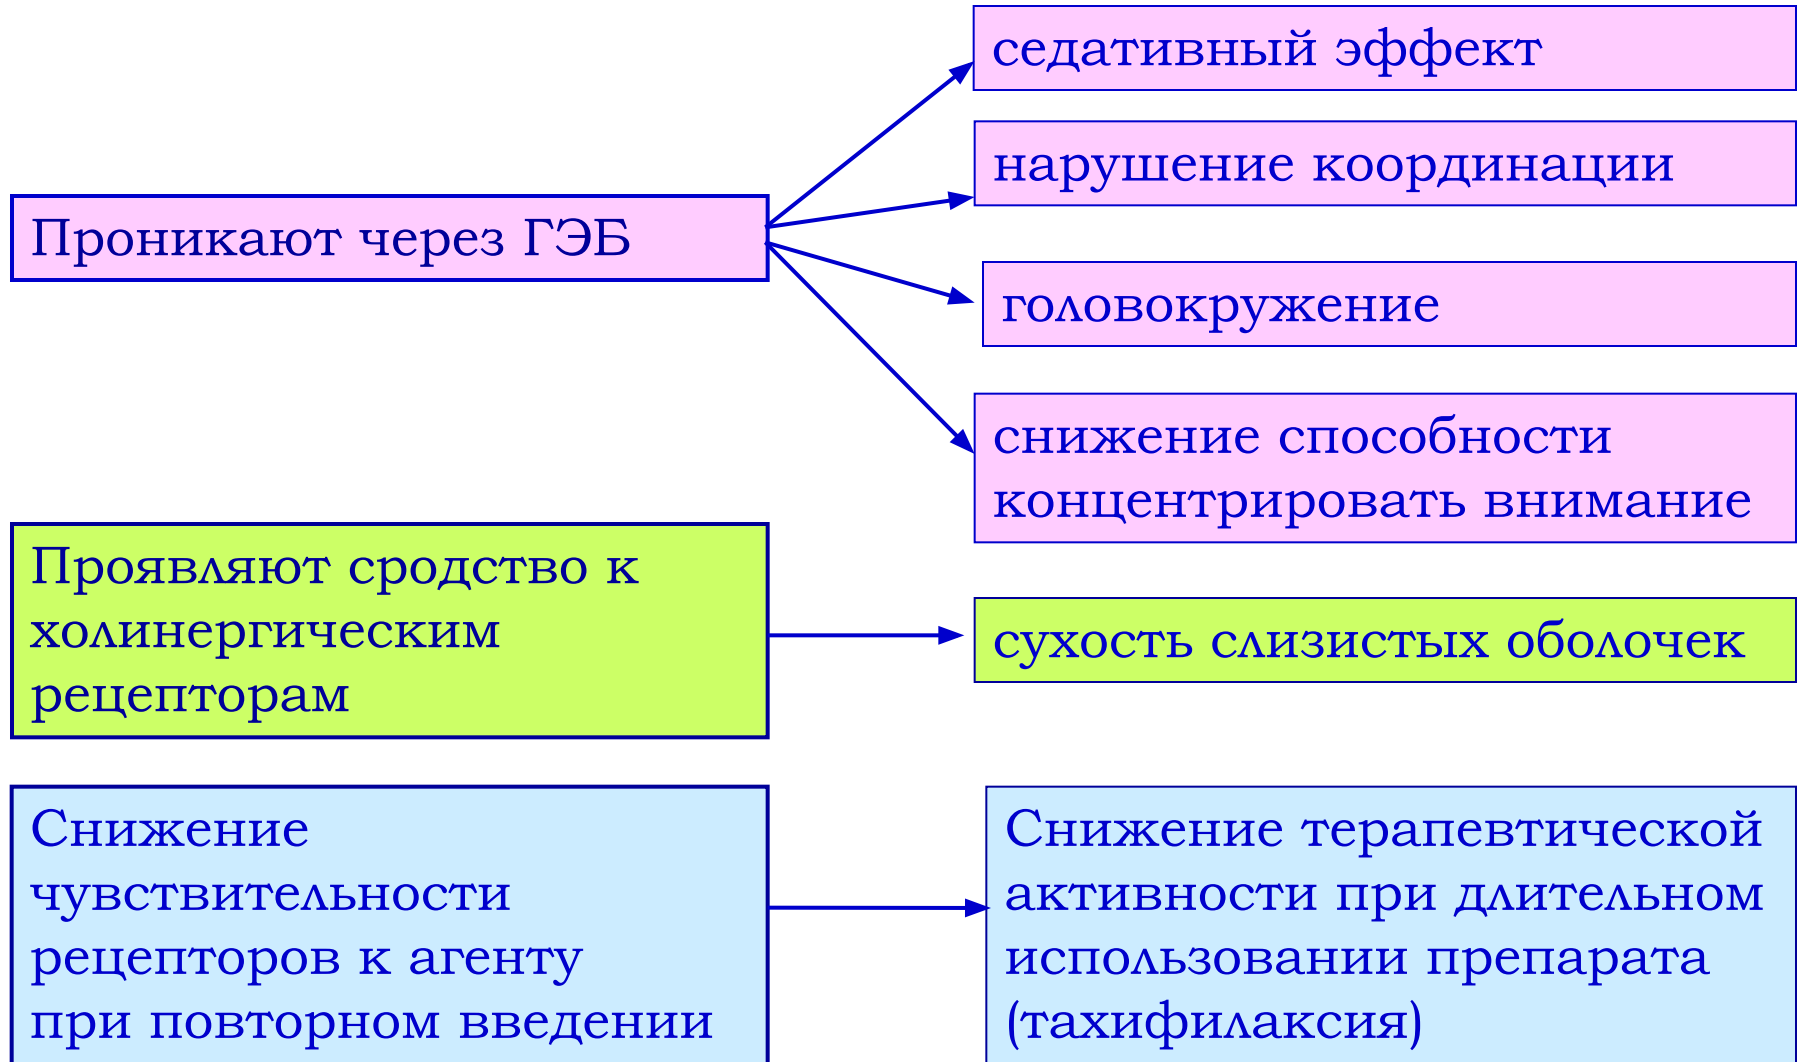 Проникают через ГЭБ
седативный эффект
нарушение координации
головокружение
снижение способности
концентрировать внимание
Проявляют сродство к
холинергическим
рецепторам
сухость слизистых оболочек
Снижение
чувствительности
рецепторов к агенту
при повторном введении
Снижение терапевтической
активности при длительном
использовании препарата
(тахифилаксия)